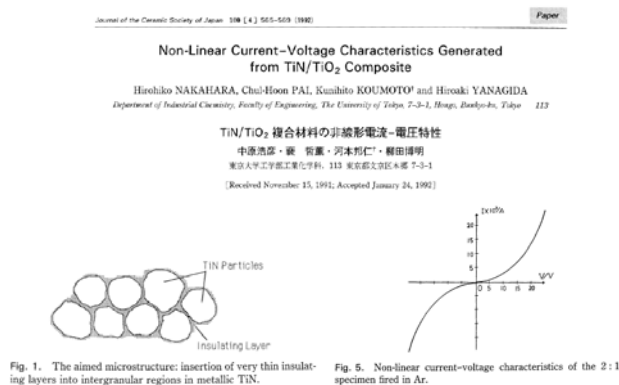 Journal of the Ceramic Society of Japan 100 [4] 565-569 (1992)
Paper
Non-Linear Current-Voltage Characteristics Generated
from TiN/TiO₂ Composite
Hirohiko NAKAHARA, Chul-Hoon PAI, Kunihito KOUMOTO† and Hiroaki YANAGIDA
Department of Industrial Chemistry, Faculty of Engineering, The University of Tokyo, 7-3-1, Hongo, Bunkyo-ku, Tokyo 113
TiN/TiO₂ 複合材料の非線形電流-電圧特性
中原浩彦・裵 哲薫・河本邦仁†・柳田博明
東京大学工学部工業化学科, 113 東京都文京区本郷 7-3-1
[Received November 15, 1991; Accepted January 24, 1992]
TiN Particles
Insulating Layer
20
15
10
5
V/V
0 5 10 15 20
Fig. 1. The aimed microstructure: insertion of very thin insulat-
ing layers into intergranular regions in metallic TiN.
Fig. 5. Non-linear current-voltage characteristics of the 2 : 1
specimen fired in Ar.